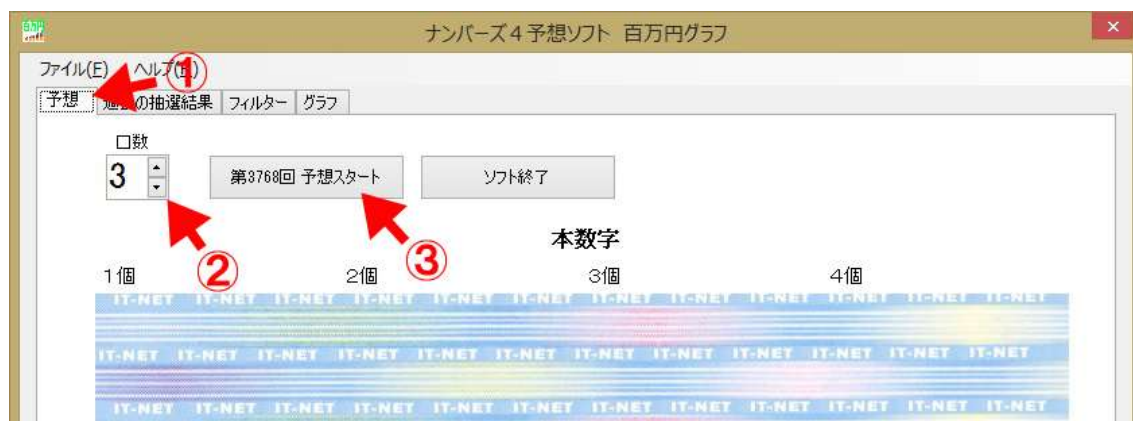 ナンバーズ4予想ソフト 百万円グラフ
ファイル(F) ヘルプ(H)
①
予想 過去の抽選結果 フィルター グラフ
口数
3 第3768回 予想スタート ソフト終了
② ③
本数字
1個 2個 3個 4個
IT-NET IT-NET IT-NET IT-NET IT-NET IT-NET IT-NET IT-NET IT-NET IT-NET IT-NET IT-NET
IT-NET IT-NET IT-NET IT-NET IT-NET IT-NET IT-NET IT-NET IT-NET IT-NET IT-NET IT-NET
IT-NET IT-NET IT-NET IT-NET IT-NET IT-NET IT-NET IT-NET IT-NET IT-NET IT-NET IT-NET